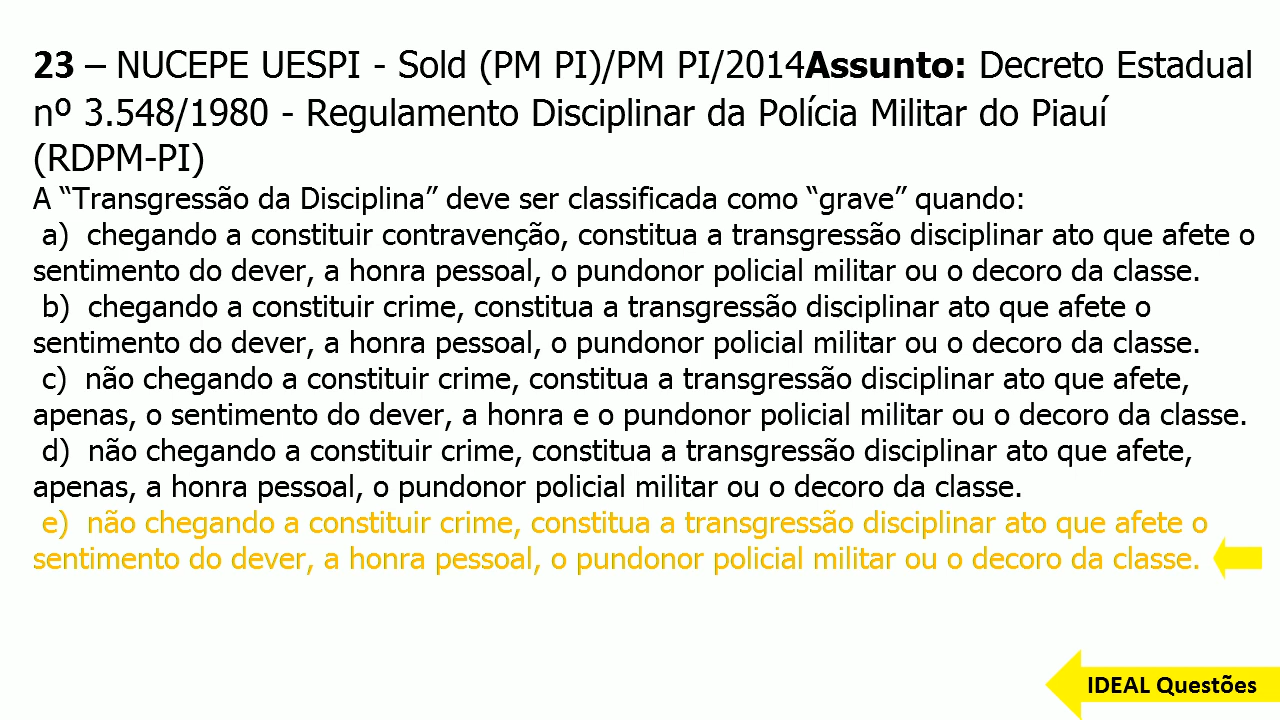 23 – NUCEPE UESPI - Sold (PM PI)/PM PI/2014Assunto: Decreto Estadual
nº 3.548/1980 - Regulamento Disciplinar da Polícia Militar do Piauí
(RDPM-PI)
A “Transgressão da Disciplina” deve ser classificada como “grave” quando:
a) chegando a constituir contravenção, constitua a transgressão disciplinar ato que afete o
sentimento do dever, a honra pessoal, o pundonor policial militar ou o decoro da classe.
b) chegando a constituir crime, constitua a transgressão disciplinar ato que afete o
sentimento do dever, a honra pessoal, o pundonor policial militar ou o decoro da classe.
c) não chegando a constituir crime, constitua a transgressão disciplinar ato que afete,
apenas, o sentimento do dever, a honra e o pundonor policial militar ou o decoro da classe.
d) não chegando a constituir crime, constitua a transgressão disciplinar ato que afete,
apenas, a honra pessoal, o pundonor policial militar ou o decoro da classe.
e) não chegando a constituir crime, constitua a transgressão disciplinar ato que afete o
sentimento do dever, a honra pessoal, o pundonor policial militar ou o decoro da classe.
IDEAL Questões